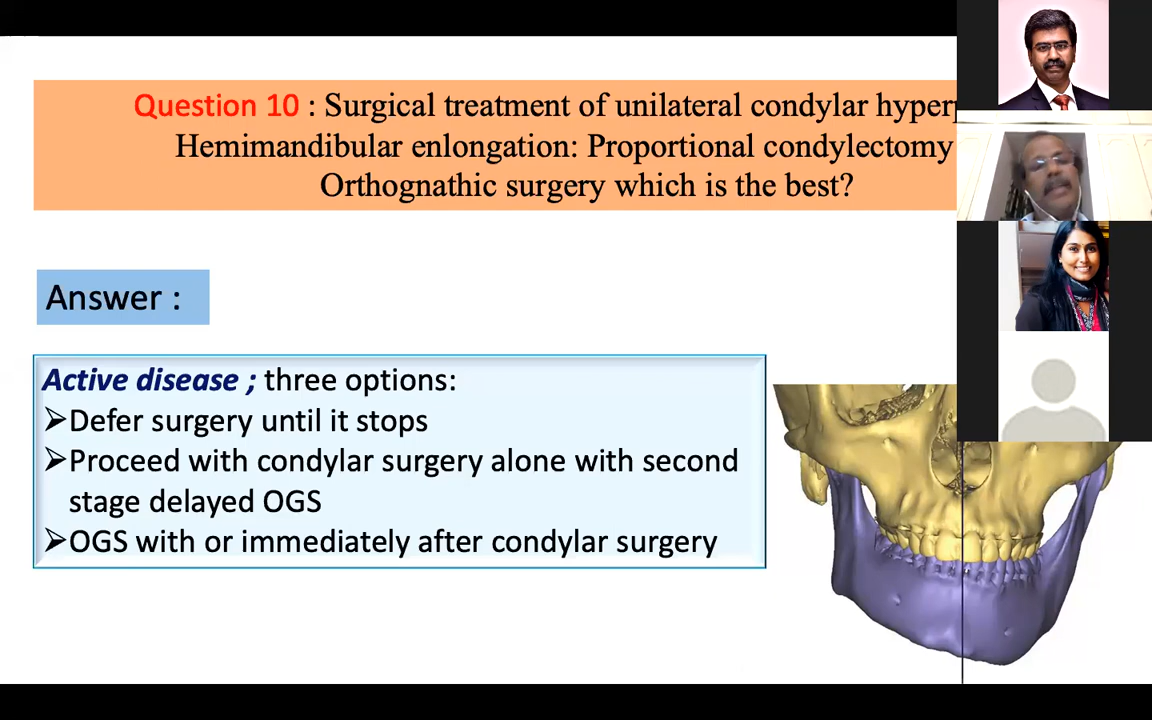 Question 10 : Surgical treatment of unilateral condylar
Hemimandibular enlongation: Proportional condylectomy
Orthognathic surgery which is the best?
Answer :
Active disease ; three options:
➢Defer surgery until it stops
➢Proceed with condylar surgery alone with second
stage delayed OGS
➢OGS with or immediately after condylar surgery